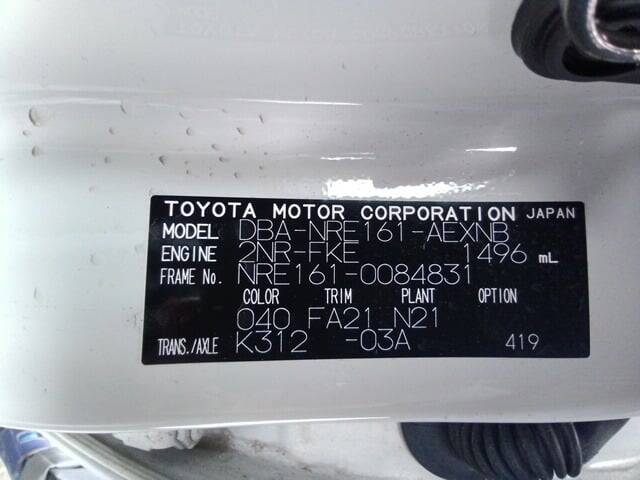 TOYOTA MOTOR CORPORATION JAPAN
MODEL DBA-NRE161-AEXNB
ENGINE 2NR-FKE 1496 mL
FRAME No. NRE161-0084831
COLOR TRIM PLANT OPTION
040 FA21 N21
TRANS./AXLE K312 -03A 419